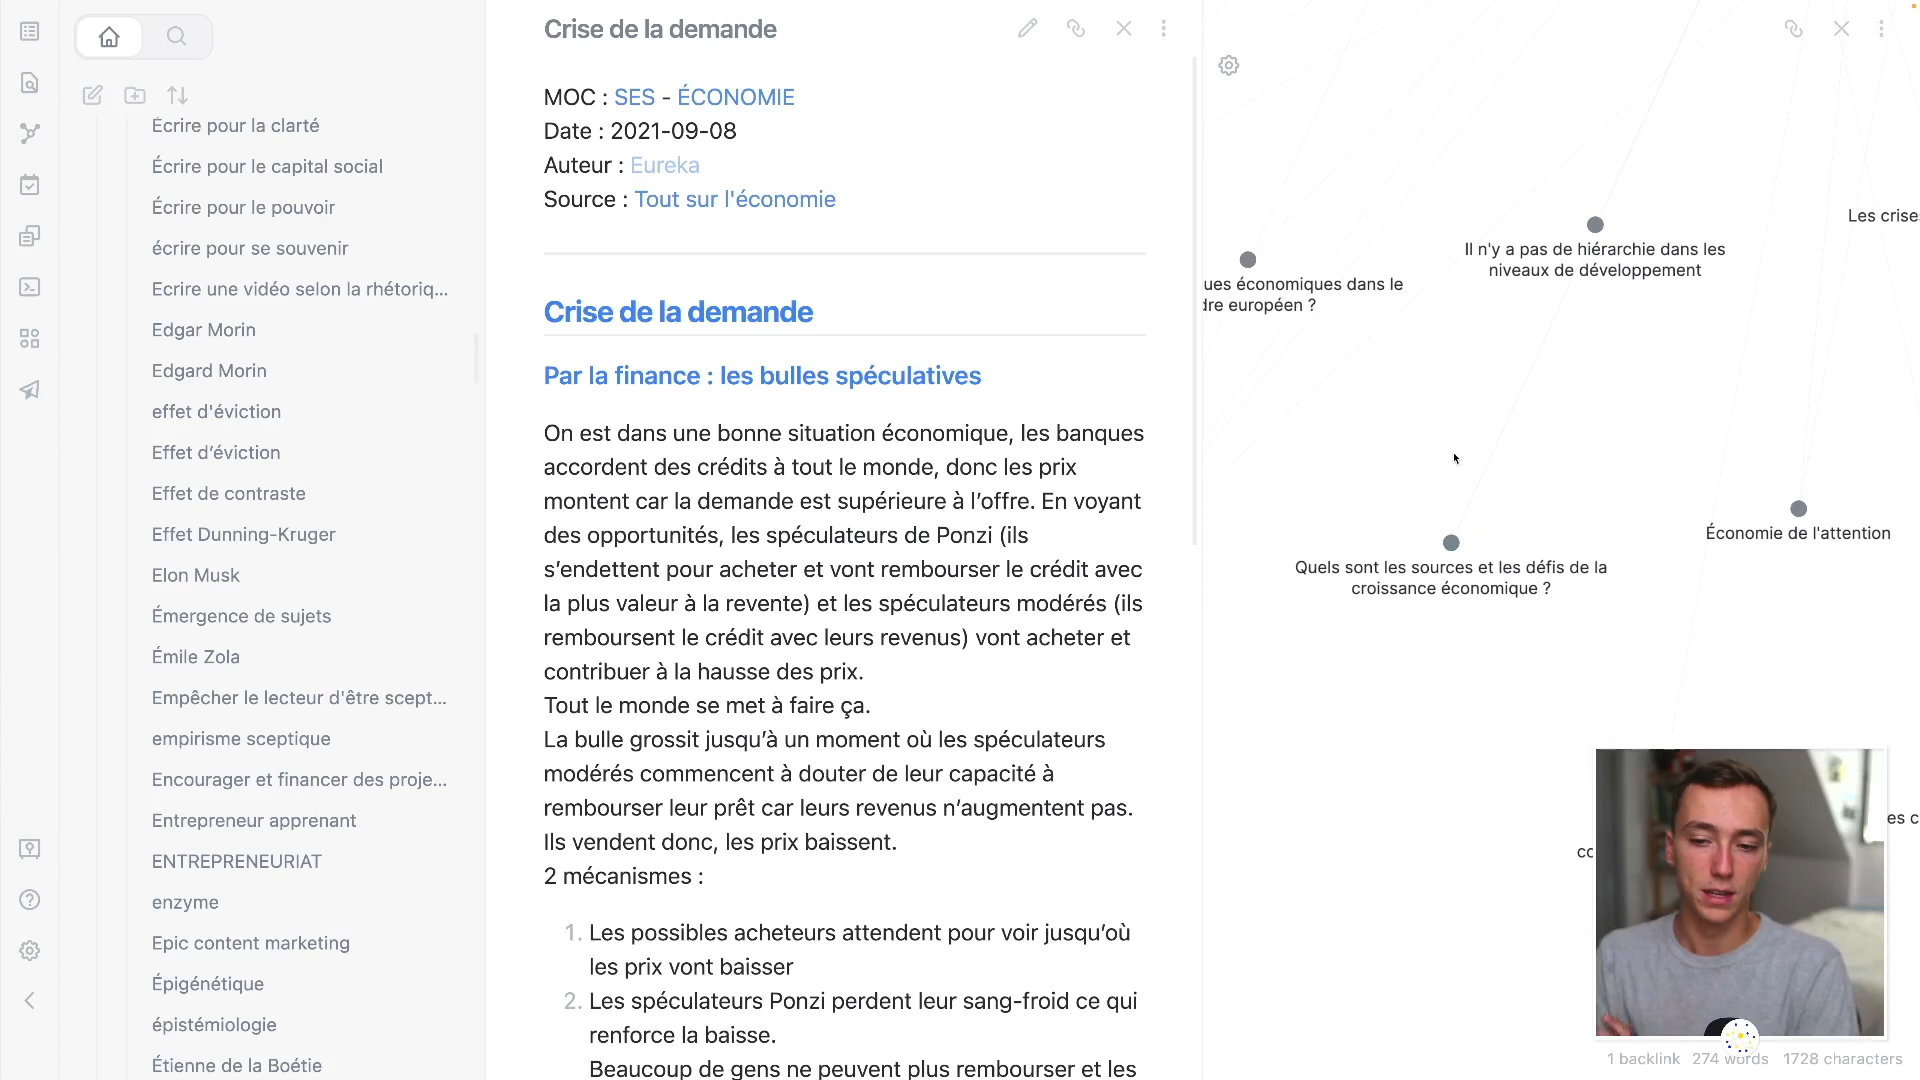 Écrire pour la clarté
Écrire pour le capital social
Écrire pour le pouvoir
écrire pour se souvenir
Ecrire une vidéo selon la rhétoriq...
Edgar Morin
Edgard Morin
effet d'éviction
Effet d’éviction
Effet de contraste
Effet Dunning-Kruger
Elon Musk
Émergence de sujets
Émile Zola
Empêcher le lecteur d'être scept...
empirisme sceptique
Encourager et financer des proje...
Entrepreneur apprenant
ENTREPRENEURIAT
enzyme
Epic content marketing
Épigénétique
épistémiologie
Étienne de la Boétie
Crise de la demande
MOC : SES - ÉCONOMIE
Date : 2021-09-08
Auteur : Eureka
Source : Tout sur l'économie
Crise de la demande
Par la finance : les bulles spéculatives
On est dans une bonne situation économique, les banques
accordent des crédits à tout le monde, donc les prix
montent car la demande est supérieure à l’offre. En voyant
des opportunités, les spéculateurs de Ponzi (ils
s’endettent pour acheter et vont rembourser le crédit avec
la plus valeur à la revente) et les spéculateurs modérés (ils
remboursent le crédit avec leurs revenus) vont acheter et
contribuer à la hausse des prix.
Tout le monde se met à faire ça.
La bulle grossit jusqu’à un moment où les spéculateurs
modérés commencent à douter de leur capacité à
rembourser leur prêt car leurs revenus n’augmentent pas.
Ils vendent donc, les prix baissent.
2 mécanismes :
1. Les possibles acheteurs attendent pour voir jusqu’où
les prix vont baisser
2. Les spéculateurs Ponzi perdent leur sang-froid ce qui
renforce la baisse.
Beaucoup de gens ne peuvent plus rembourser et les
Les crises
Il n'y a pas de hiérarchie dans les
niveaux de développement
ues économiques dans le
dre européen ?
Économie de l'attention
Quels sont les sources et les défis de la
croissance économique ?
es c
co
1 backlink 274 words 1728 characters